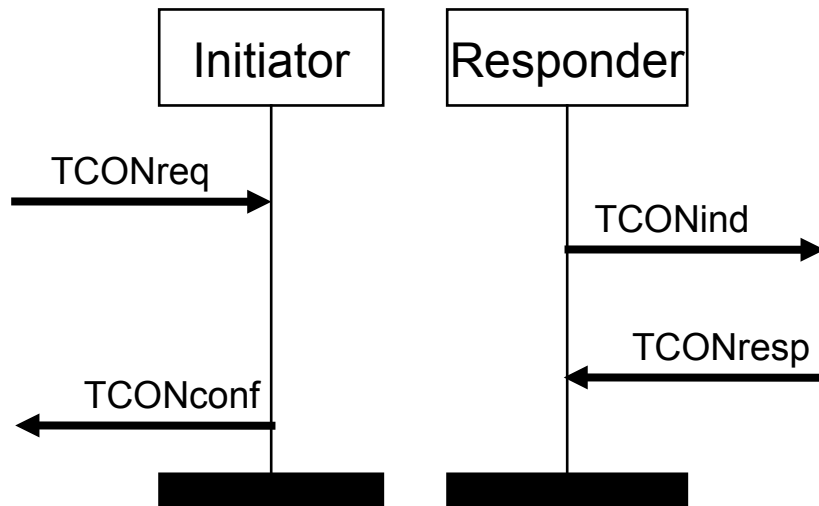 Initiator
Responder
TCONreq
TCONind
TCONresp
TCONconf